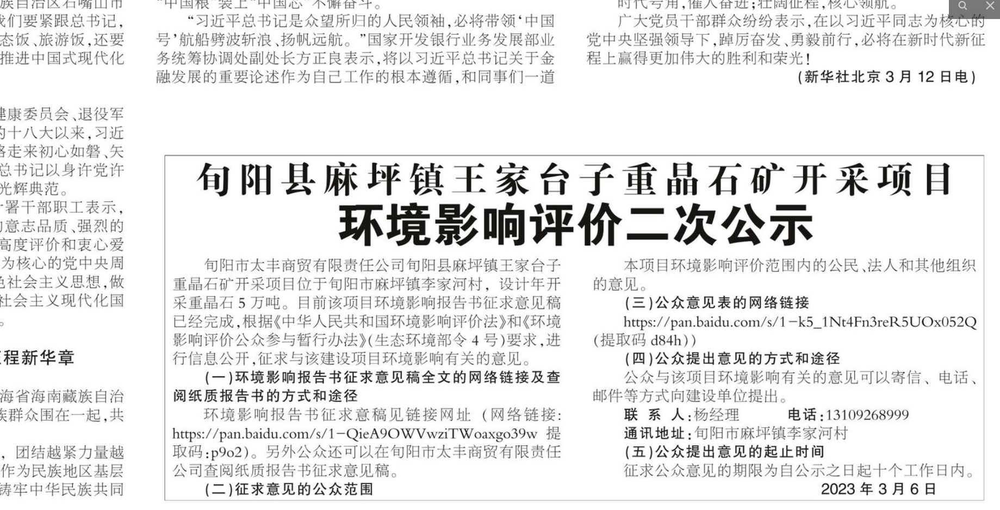 族自治区石嘴山市
我们要紧跟总书记,
态饭、旅游饭,还要
推进中国式现代化
健康委员会、退役军
的十八大以来,习近
路走来初心如磐、矢
总书记以身许党许
光辉典范。
署干部职工表示,
意志品质、强烈的
高度评价和衷心爱
为核心的党中央周
色社会主义思想,做
社会主义现代化国
。
征程新华章
海省海南藏族自治
族群众围在一起,共
,团结越紧力量越
作为民族地区基层
铸牢中华民族共同
“中国根”装上“中国芯”不懈奋斗。
“习近平总书记是众望所归的人民领袖,必将带领‘中国
号’航船劈波斩浪、扬帆远航。”国家开发银行业务发展部业
务统筹协调处副处长方正良表示,将以习近平总书记关于金
融发展的重要论述作为自己工作的根本遵循,和同事们一道
时代号角,催人奋进;壮阔征程,核心领航。
广大党员干部群众纷纷表示,在以习近平同志为核心的
党中央坚强领导下,踔厉奋发、勇毅前行,必将在新时代新征
程上赢得更加伟大的胜利和荣光!
(新华社北京 3 月 12 日电)
旬阳县麻坪镇王家台子重晶石矿开采项目
环境影响评价二次公示
旬阳市太丰商贸有限责任公司旬阳县麻坪镇王家台子
重晶石矿开采项目位于旬阳市麻坪镇李家河村,设计年开
采重晶石 5 万吨。目前该项目环境影响报告书征求意见稿
已经完成,根据《中华人民共和国环境影响评价法》和《环境
影响评价公众参与暂行办法》(生态环境部令 4 号)要求,进
行信息公开,征求与该建设项目环境影响有关的意见。
(一)环境影响报告书征求意见稿全文的网络链接及查
阅纸质报告书的方式和途径
环境影响报告书征求意稿见链接网址(网络链接:
https://pan.baidu.com/s/1-QieA9OWVwziTWoaxgo39w 提
取码:p9o2)。另外公众还可以在旬阳市太丰商贸有限责任
公司查阅纸质报告书征求意见稿。
(二)征求意见的公众范围
本项目环境影响评价范围内的公民、法人和其他组织
的意见。
(三)公众意见表的网络链接
https://pan.baidu.com/s/1-k5_1Nt4Fn3reR5UOx052Q
(提取码 d84h))
(四)公众提出意见的方式和途径
公众与该项目环境影响有关的意见可以寄信、电话、
邮件等方式向建设单位提出。
联 系 人:杨经理 电话:13109268999
通讯地址:旬阳市麻坪镇李家河村
(五)公众提出意见的起止时间
征求公众意见的期限为自公示之日起十个工作日内。
2023 年 3 月 6 日